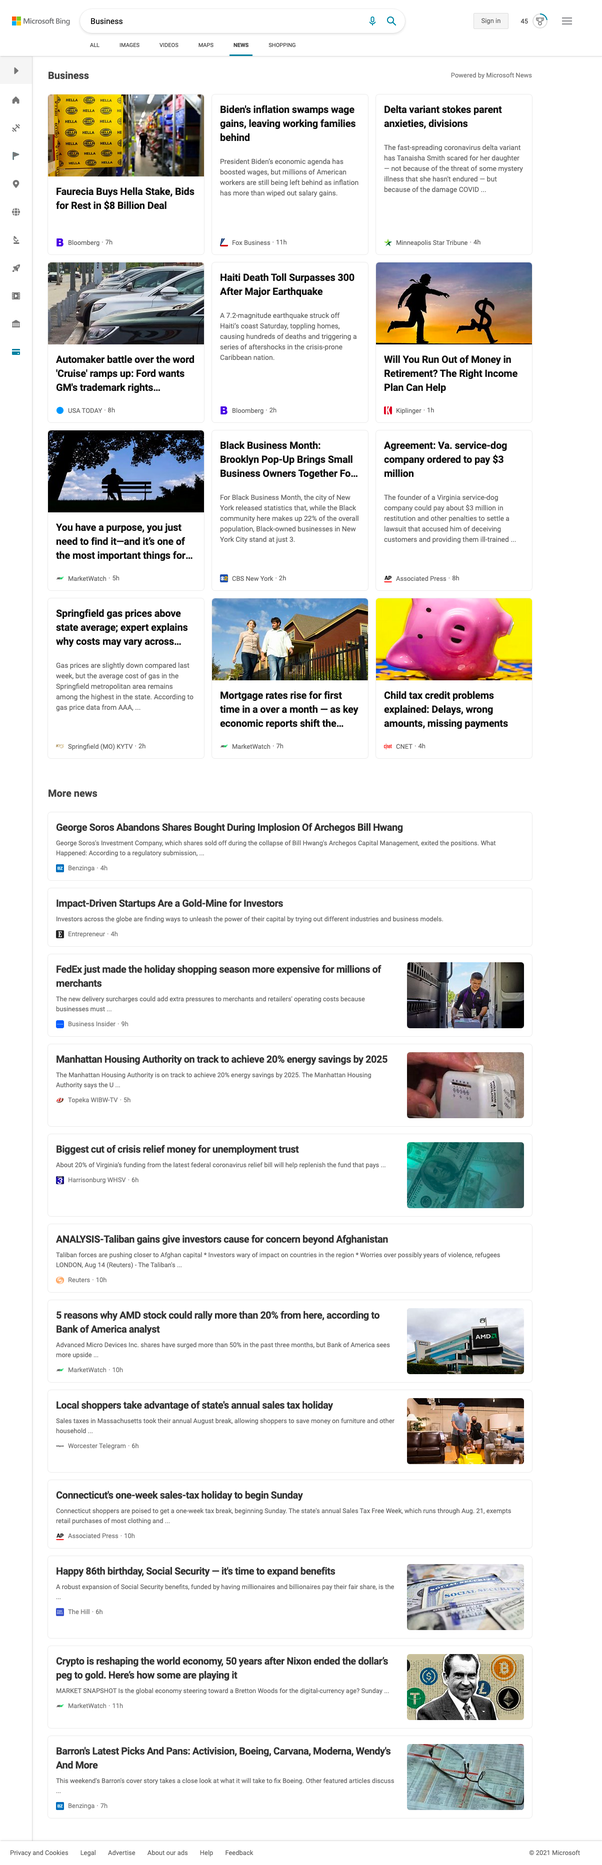 Microsoft Bing
Business
Sign in
45
ALL
IMAGES
VIDEOS
MAPS
NEWS
SHOPPING
Business
Powered by Microsoft News
Faurecia Buys Hella Stake, Bids
for Rest in $8 Billion Deal
Bloomberg · 7h
Biden's inflation swamps wage
gains, leaving working families
behind
President Biden's economic agenda has
boosted wages, but millions of American
workers are still being left behind as inflation
has more than wiped out salary gains.
Fox Business · 11h
Delta variant stokes parent
anxieties, divisions
The fast-spreading coronavirus delta variant
has Tanaisha Smith scared for her daughter
— not because of the threat of some mystery
illness that she hasn't endured — but
because of the damage COVID ...
Minneapolis Star Tribune · 4h
Automaker battle over the word
'Cruise' ramps up: Ford wants
GM's trademark rights...
USA TODAY · 8h
Haiti Death Toll Surpasses 300
After Major Earthquake
A 7.2-magnitude earthquake struck off
Haiti's coast Saturday, toppling homes,
causing hundreds of deaths and triggering a
series of aftershocks in the crisis-prone
Caribbean nation.
Bloomberg · 2h
Will You Run Out of Money in
Retirement? The Right Income
Plan Can Help
Kiplinger · 1h
You have a purpose, you just
need to find it—and it's one of
the most important things for...
MarketWatch · 5h
Black Business Month:
Brooklyn Pop-Up Brings Small
Business Owners Together Fo...
For Black Business Month, the city of New
York released statistics that, while the Black
community here makes up 22% of the overall
population, Black-owned businesses in New
York City stand at just 3.
CBS New York · 2h
Agreement: Va. service-dog
company ordered to pay $3
million
The founder of a Virginia service-dog
company could pay about $3 million in
restitution and other penalties to settle a
lawsuit that accused him of deceiving
customers and providing them ill-trained ...
Associated Press · 8h
Springfield gas prices above
state average; expert explains
why costs may vary across...
Gas prices are slightly down compared last
week, but the average cost of gas in the
Springfield metropolitan area remains
among the highest in the state. According to
gas price data from AAA, ...
Springfield (MO) KYTV · 2h
Mortgage rates rise for first
time in a over a month — as key
economic reports shift the...
MarketWatch · 7h
Child tax credit problems
explained: Delays, wrong
amounts, missing payments
CNET · 4h
More news
George Soros Abandons Shares Bought During Implosion Of Archegos Bill Hwang
George Soros's Investment Company, which shares sold off during the collapse of Bill Hwang's Archegos Capital Management, exited the positions. What
Happened: According to a regulatory submission, ...
Benzinga · 4h
Impact-Driven Startups Are a Gold-Mine for Investors
Investors across the globe are finding ways to unleash the power of their capital by trying out different industries and business models.
Entrepreneur · 4h
FedEx just made the holiday shopping season more expensive for millions of
merchants
The new delivery surcharges could add extra pressures to merchants and retailers' operating costs because
businesses must ...
Business Insider · 9h
Manhattan Housing Authority on track to achieve 20% energy savings by 2025
The Manhattan Housing Authority is on track to achieve 20% energy savings by 2025. The Manhattan Housing
Authority says the U ...
Topeka WIBW-TV · 5h
Biggest cut of crisis relief money for unemployment trust
About 20% of Virginia's funding from the latest federal coronavirus relief bill will help replenish the fund that pays ...
Harrisonburg WHSV · 6h
ANALYSIS-Taliban gains give investors cause for concern beyond Afghanistan
Taliban forces are pushing closer to Afghan capital * Investors wary of impact on countries in the region * Worries over possibly years of violence, refugees
LONDON, Aug 14 (Reuters) - The Taliban's ...
Reuters · 10h
5 reasons why AMD stock could rally more than 20% from here, according to
Bank of America analyst
Advanced Micro Devices Inc. shares have surged more than 50% in the past three months, but Bank of America sees
more upside ...
MarketWatch · 10h
AMD
Local shoppers take advantage of state's annual sales tax holiday
Sales taxes in Massachusetts took their annual August break, allowing shoppers to save money on furniture and other
household ...
Worcester Telegram · 6h
Connecticut's one-week sales-tax holiday to begin Sunday
Connecticut shoppers are poised to get a one-week tax break, beginning Sunday. The state's annual Sales Tax Free Week, which runs through Aug. 21, exempts
retail purchases of most clothing and ...
Associated Press · 10h
Happy 86th birthday, Social Security — it's time to expand benefits
A robust expansion of Social Security benefits, funded by having millionaires and billionaires pay their fair share, is the
...
The Hill · 6h
SOCIAL SECURITY
Crypto is reshaping the world economy, 50 years after Nixon ended the dollar's
peg to gold. Here's how some are playing it
MARKET SNAPSHOT Is the global economy steering toward a Bretton Woods for the digital-currency age? Sunday ...
MarketWatch · 11h
Barron's Latest Picks And Pans: Activision, Boeing, Carvana, Moderna, Wendy's
And More
This weekend's Barron's cover story takes a close look at what it will take to fix Boeing. Other featured articles discuss
...
Benzinga · 7h
Privacy and Cookies
Legal
Advertise
About our ads
Help
Feedback
© 2021 Microsoft